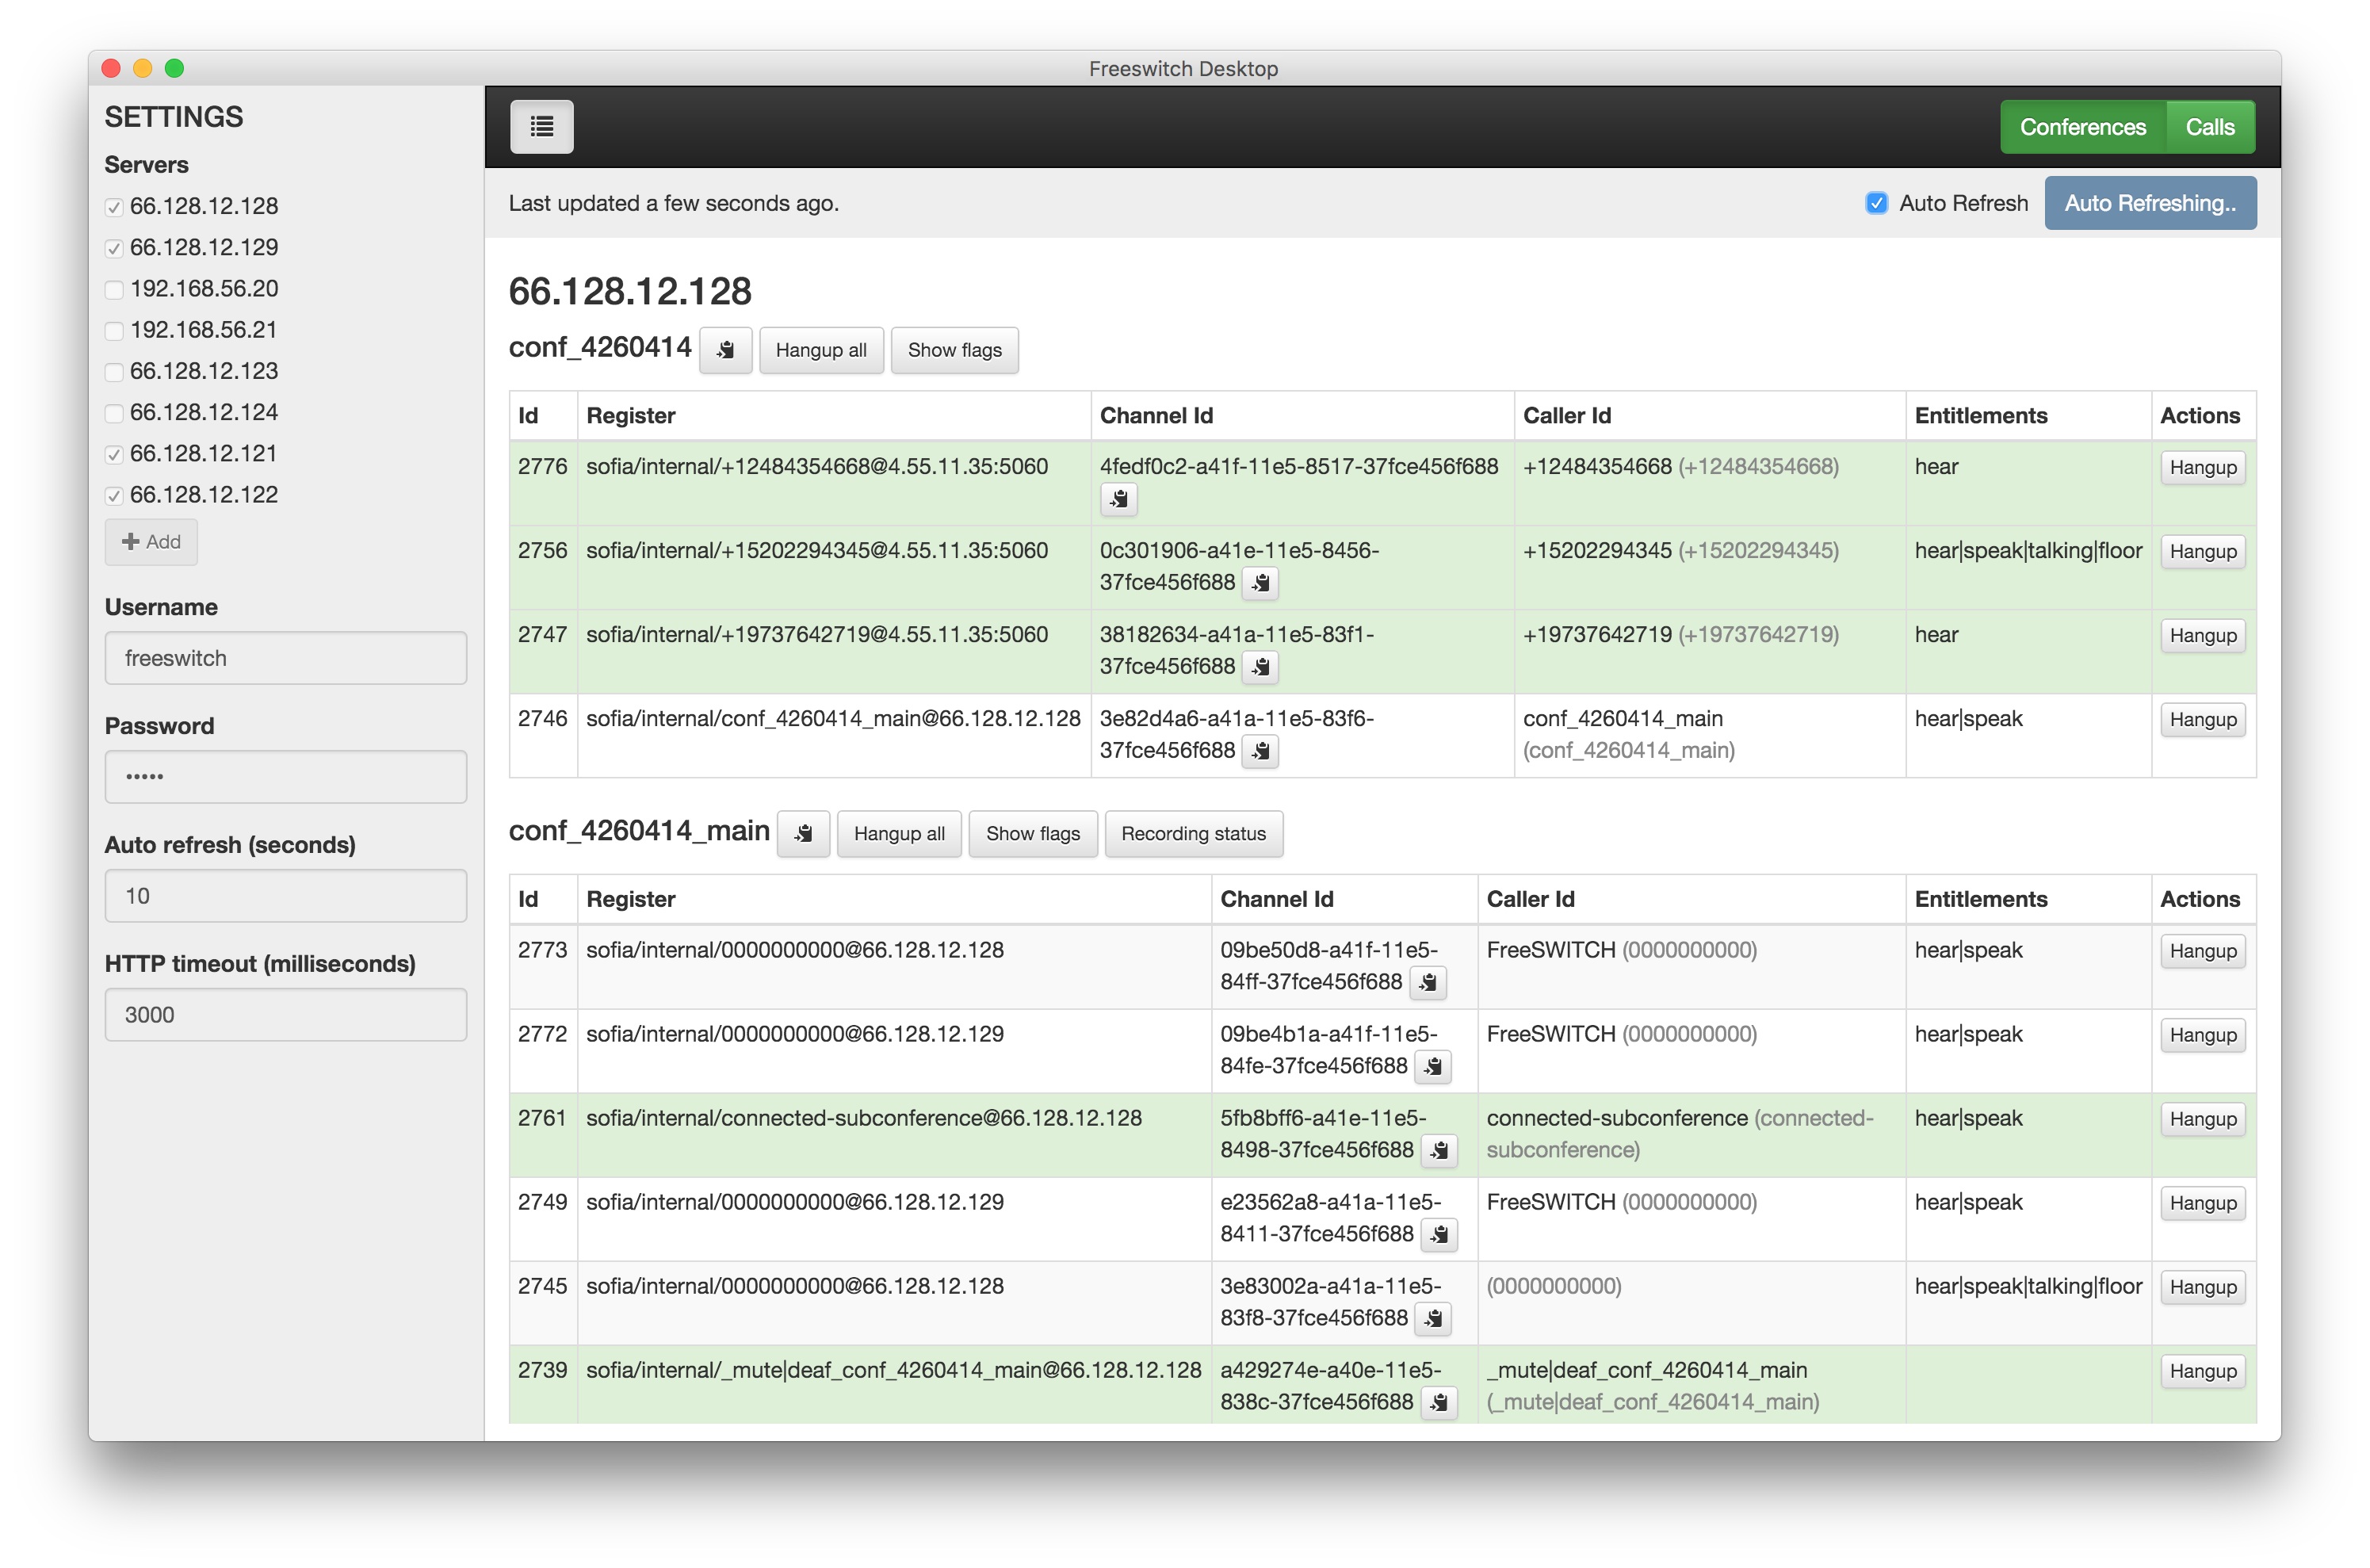 Freeswitch Desktop
SETTINGS
Servers
66.128.12.128
66.128.12.129
192.168.56.20
192.168.56.21
66.128.12.123
66.128.12.124
66.128.12.121
66.128.12.122
Add
Username
freeswitch
Password
•••••
Auto refresh (seconds)
10
HTTP timeout (milliseconds)
3000
Conferences Calls
Last updated a few seconds ago. Auto Refresh Auto Refreshing..
66.128.12.128
conf_4260414 Hangup all Show flags
Id Register Channel Id Caller Id Entitlements Actions
2776 sofia/internal/+12484354668@4.55.11.35:5060 4fedf0c2-a41f-11e5-8517-37fce456f688 +12484354668 (+12484354668) hear Hangup
2756 sofia/internal/+15202294345@4.55.11.35:5060 0c301906-a41e-11e5-8456- +15202294345 (+15202294345) hear|speak|talking|floor Hangup
37fce456f688
2747 sofia/internal/+19737642719@4.55.11.35:5060 38182634-a41a-11e5-83f1- +19737642719 (+19737642719) hear Hangup
37fce456f688
2746 sofia/internal/conf_4260414_main@66.128.12.128 3e82d4a6-a41a-11e5-83f6- conf_4260414_main hear|speak Hangup
37fce456f688 (conf_4260414_main)
conf_4260414_main Hangup all Show flags Recording status
Id Register Channel Id Caller Id Entitlements Actions
2773 sofia/internal/0000000000@66.128.12.128 09be50d8-a41f-11e5- FreeSWITCH (0000000000) hear|speak Hangup
84ff-37fce456f688
2772 sofia/internal/0000000000@66.128.12.129 09be4b1a-a41f-11e5- FreeSWITCH (0000000000) hear|speak Hangup
84fe-37fce456f688
2761 sofia/internal/connected-subconference@66.128.12.128 5fb8bff6-a41e-11e5- connected-subconference (connected- hear|speak Hangup
8498-37fce456f688 subconference)
2749 sofia/internal/0000000000@66.128.12.129 e23562a8-a41a-11e5- FreeSWITCH (0000000000) hear|speak Hangup
8411-37fce456f688
2745 sofia/internal/0000000000@66.128.12.128 3e83002a-a41a-11e5- (0000000000) hear|speak|talking|floor Hangup
83f8-37fce456f688
2739 sofia/internal/_mute|deaf_conf_4260414_main@66.128.12.128 a429274e-a40e-11e5- _mute|deaf_conf_4260414_main Hangup
838c-37fce456f688 (_mute|deaf_conf_4260414_main)